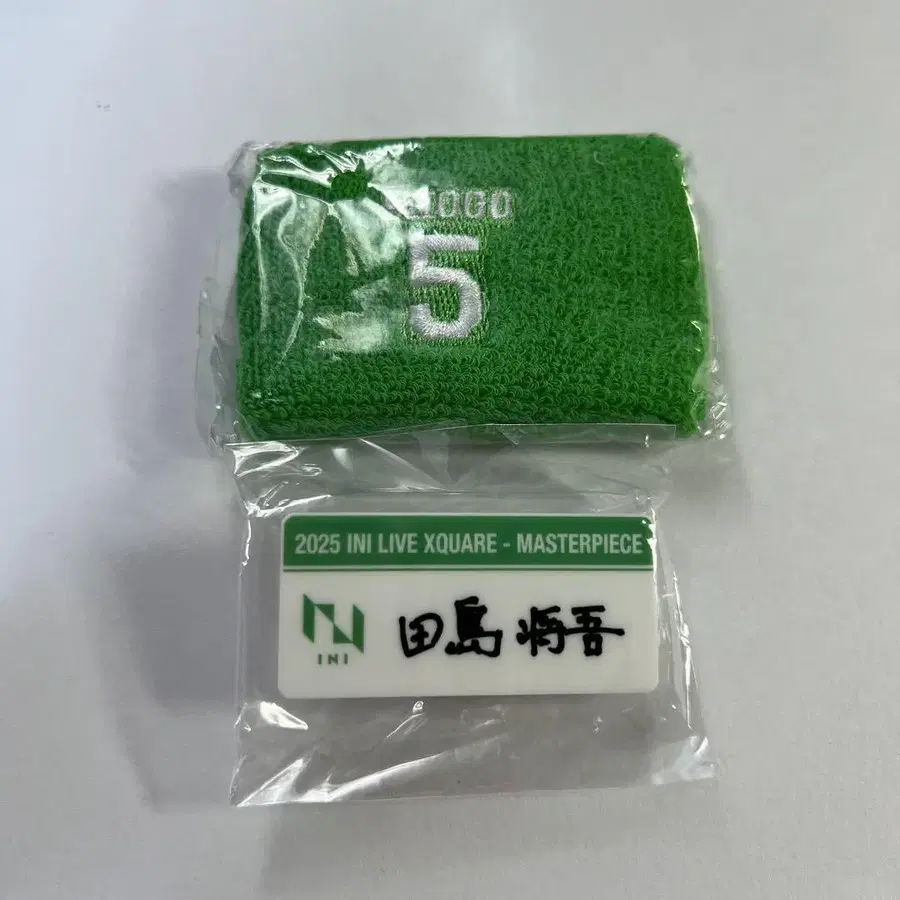 5
2025 INI LIVE XQUARE - MASTERPIECE
田島 将吾
INI